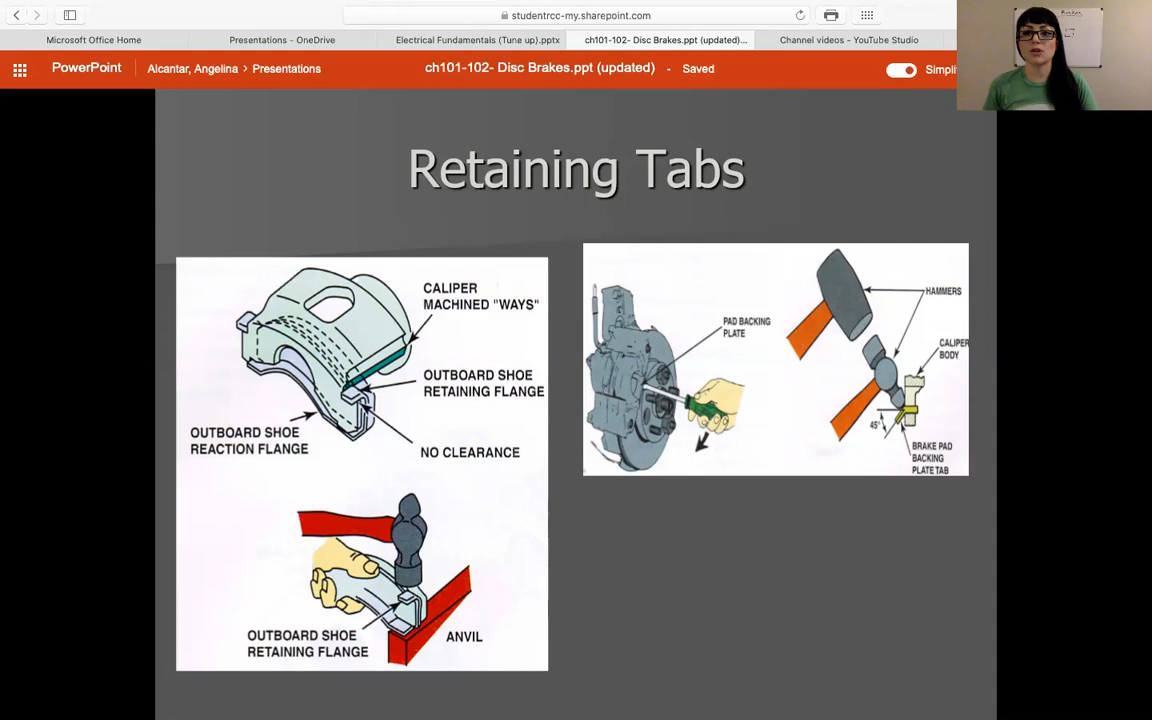 studentrcc-my.sharepoint.com
Microsoft Office Home
Presentations - OneDrive
Electrical Fundamentals (Tune up).pptx
ch101-102- Disc Brakes.ppt (updated)...
Channel videos - YouTube Studio
PowerPoint
Alcantar, Angelina > Presentations
ch101-102- Disc Brakes.ppt (updated) - Saved
Simplif
Retaining Tabs
CALIPER
MACHINED "WAYS"
OUTBOARD SHOE
RETAINING FLANGE
OUTBOARD SHOE
REACTION FLANGE
NO CLEARANCE
OUTBOARD SHOE
RETAINING FLANGE
ANVIL
PAD BACKING
PLATE
HAMMERS
CALIPER
BODY
45°
BRAKE PAD
BACKING
PLATE TAB